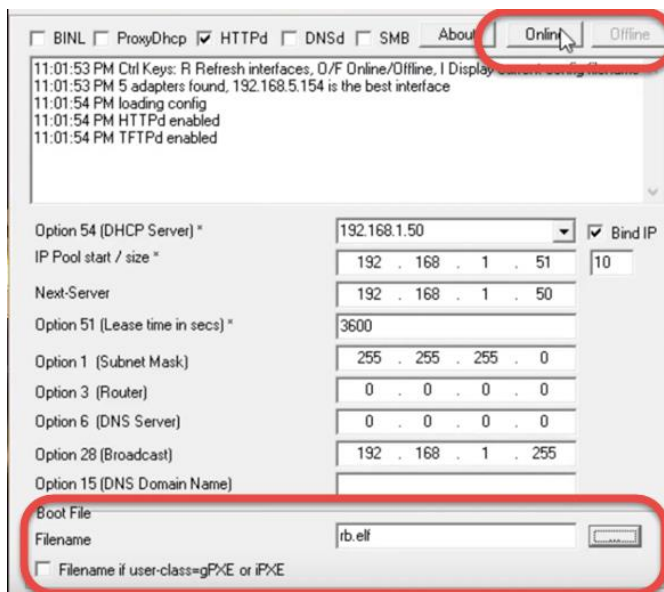 BINL ProxyDhcp HTTPd DNSd SMB About Online Offline
11:01:53 PM Ctrl Keys: R Refresh interfaces, O/F Online/Offline, I Display current config filename
11:01:53 PM 5 adapters found, 192.168.5.154 is the best interface
11:01:54 PM loading config
11:01:54 PM HTTPd enabled
11:01:54 PM TFTPd enabled
Option 54 (DHCP Server) * 192.168.1.50 Bind IP
IP Pool start / size * 192 . 168 . 1 . 51 10
Next-Server 192 . 168 . 1 . 50
Option 51 (Lease time in secs) * 3600
Option 1 (Subnet Mask) 255 . 255 . 255 . 0
Option 3 (Router) 0 . 0 . 0 . 0
Option 6 (DNS Server) 0 . 0 . 0 . 0
Option 28 (Broadcast) 192 . 168 . 1 . 255
Option 15 (DNS Domain Name)
Boot File
Filename rb.elf ...
Filename if user-class=gPXE or iPXE